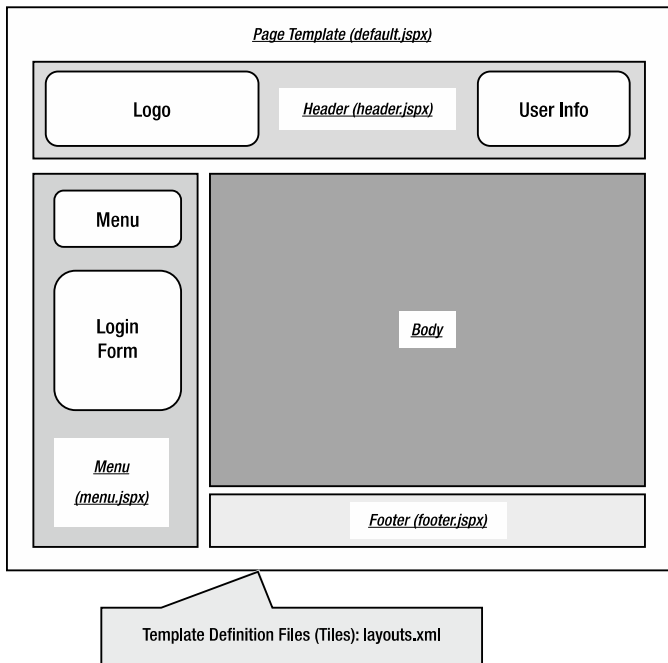 Page Template (default.jspx)
Logo
Header (header.jspx)
User Info
Menu
Login
Form
Menu
(menu.jspx)
Body
Footer (footer.jspx)
Template Definition Files (Tiles): layouts.xml